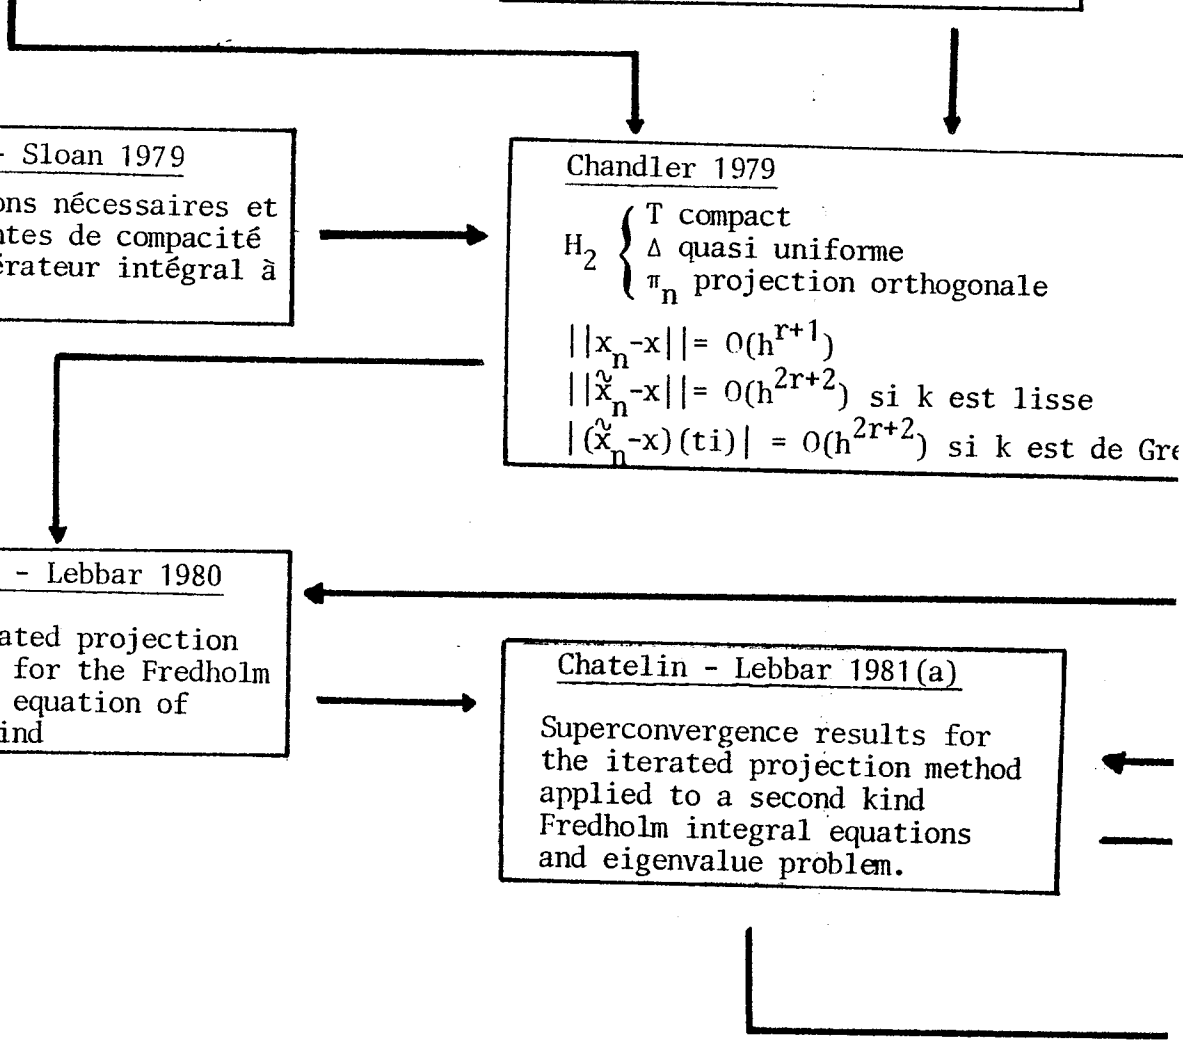 - Sloan 1979
ons nécessaires et
ntes de compacité
érateur intégral à
Chandler 1979
H₂ { T compact
Δ quasi uniforme
πₙ projection orthogonale
||xₙ-x||= O(h^{r+1})
||x̃ₙ-x||= O(h^{2r+2}) si k est lisse
|(x̃ₙ-x)(ti)| = O(h^{2r+2}) si k est de Gre
- Lebbar 1980
ated projection
for the Fredholm
equation of
ind
Chatelin - Lebbar 1981(a)
Superconvergence results for
the iterated projection method
applied to a second kind
Fredholm integral equations
and eigenvalue problem.